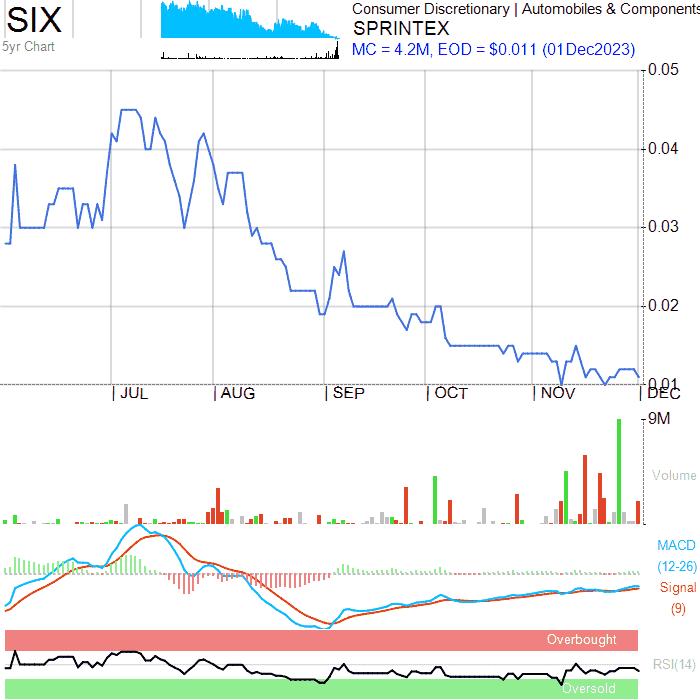 SIX
5yr Chart
Consumer Discretionary | Automobiles & Components
SPRINTEX
MC = 4.2M, EOD = $0.011 (01Dec2023)
0.05
0.04
0.03
0.02
0.01
JUL AUG SEP OCT NOV DEC
9M
Volume
MACD
(12-26)
Signal
(9)
Overbought
RSI(14)
Oversold